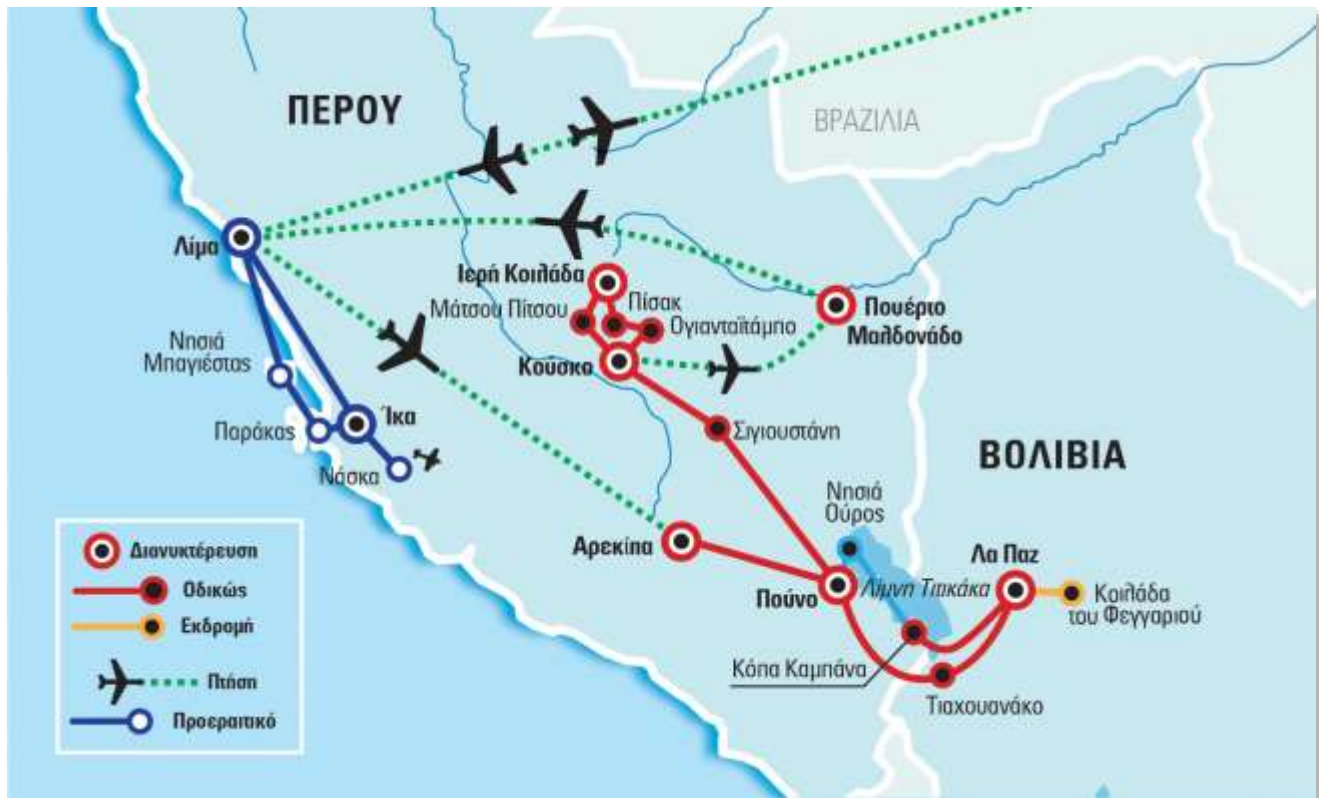 ΠΕΡΟΥ
ΒΡΑΖΙΛΙΑ
Λίμα
Ιερή Κοιλάδα
Μάτσου Πίτσου
Πίσακ
Ογιανταϊτάμπο
Πουέρτο
Μαλδονάδο
Κούσκο
Νησιά
Μπαγιέστας
Παράκας
Ίκα
Νάσκα
Σιγιουστάνη
ΒΟΛΙΒΙΑ
Νησιά
Ούρος
Αρεκίπα
Πούνο
Λίμνη Τιτικάκα
Λα Παζ
Κοιλάδα
του Φεγγαριού
Κόπα Καμπάνα
Τιαχουανάκο
Διανυκτέρευση
Οδικώς
Εκδρομή
Πτήση
Προεραιτικό